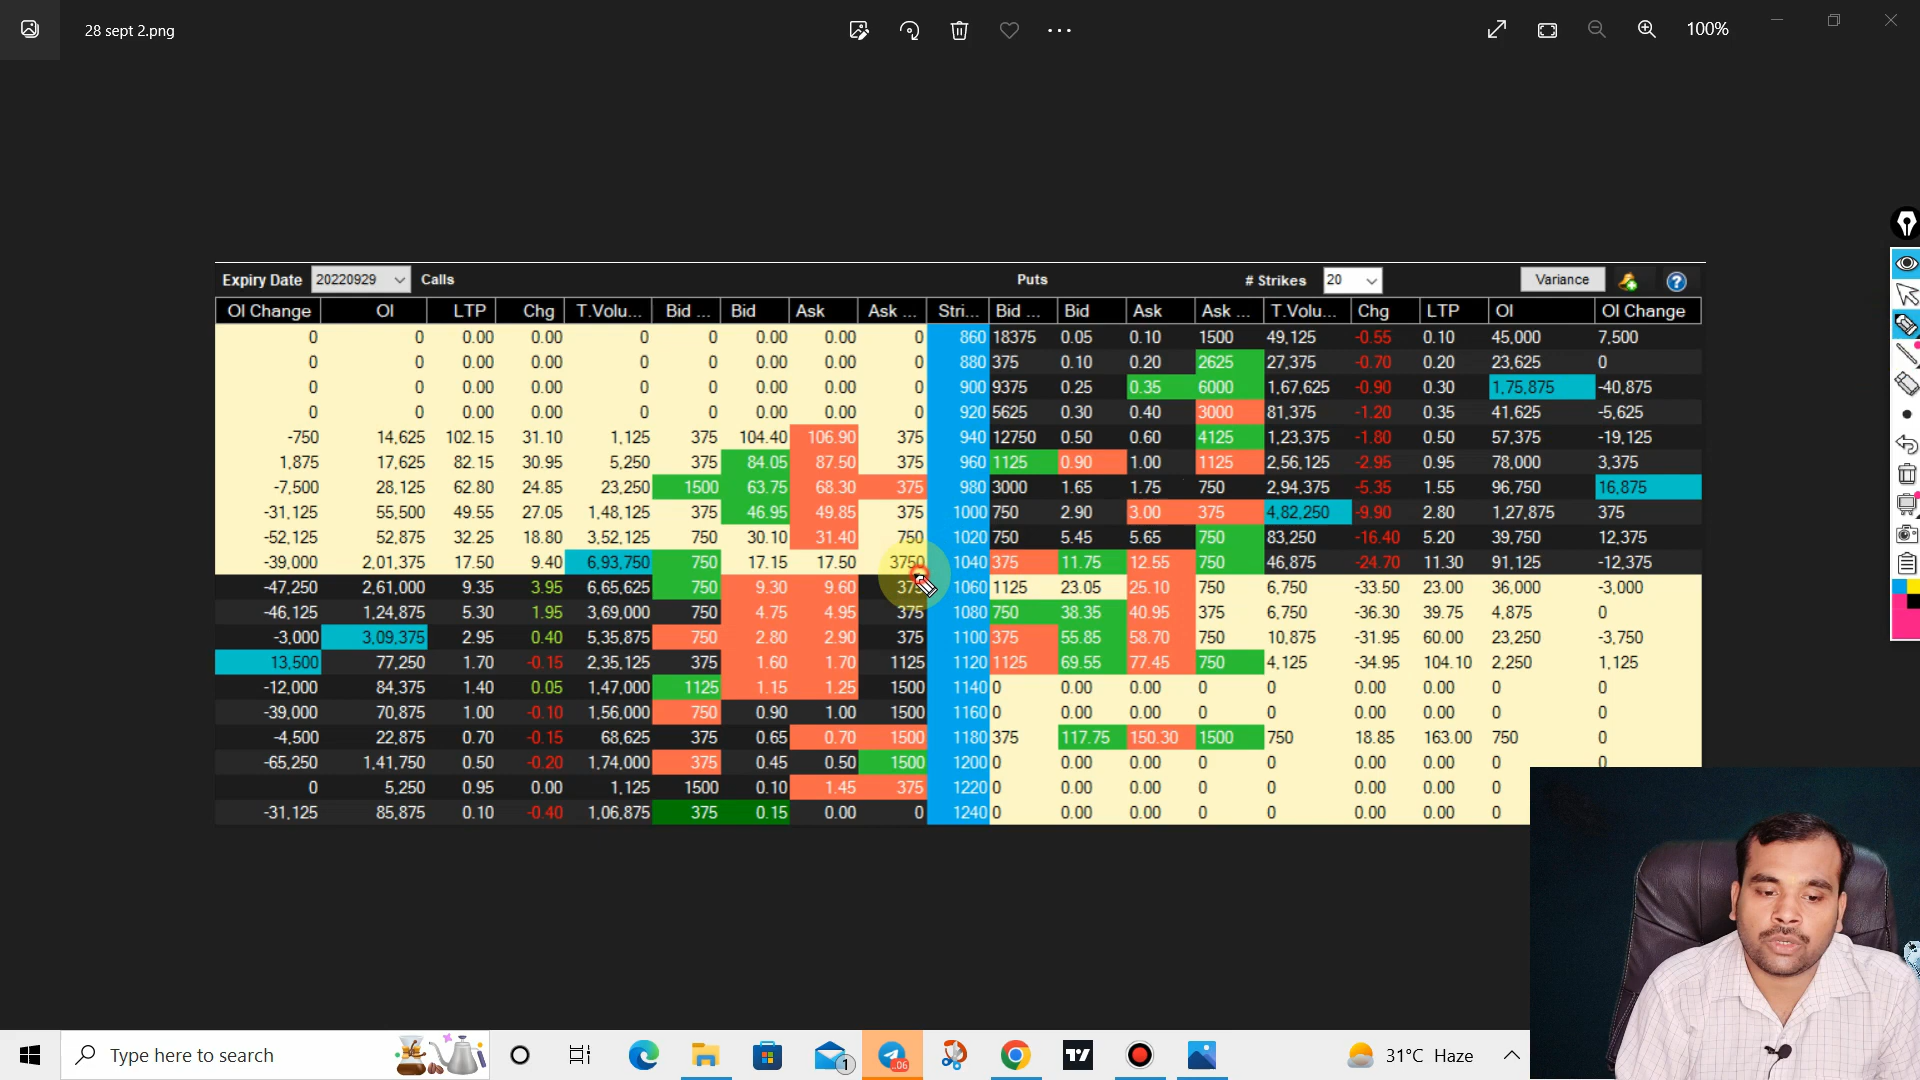 28 sept 2.png
100%
Expiry Date 20220929 Calls Puts # Strikes 20 Variance
OI Change OI LTP Chg T.Volu... Bid ... Bid Ask Ask ... Stri... Bid ... Bid Ask Ask ... T.Volu... Chg LTP OI OI Change
0 0 0.00 0.00 0 0 0.00 0.00 0 860 18375 0.05 0.10 1500 49,125 -0.55 0.10 45,000 7,500
0 0 0.00 0.00 0 0 0.00 0.00 0 880 375 0.10 0.20 2625 27,375 -0.70 0.20 23,625 0
0 0 0.00 0.00 0 0 0.00 0.00 0 900 9375 0.25 0.35 6000 1,67,625 -0.90 0.30 1,75,875 -40,875
0 0 0.00 0.00 0 0 0.00 0.00 0 920 5625 0.30 0.40 3000 81,375 -1.20 0.35 41,625 -5,625
-750 14,625 102.15 31.10 1,125 375 104.40 106.90 375 940 12750 0.50 0.60 4125 1,23,375 -1.80 0.50 57,375 -19,125
1,875 17,625 82.15 30.95 5,250 375 84.05 87.50 375 960 1125 0.90 1.00 1125 2,56,125 -2.95 0.95 78,000 3,375
-7,500 28,125 62.80 24.85 23,250 1500 63.75 68.30 375 980 3000 1.65 1.75 750 2,94,375 -5.35 1.55 96,750 16,875
-31,125 55,500 49.55 27.05 1,48,125 375 46.95 49.85 375 1000 750 2.90 3.00 375 4,82,250 -9.90 2.80 1,27,875 375
-52,125 52,875 32.25 18.80 3,52,125 750 30.10 31.40 750 1020 750 5.45 5.65 750 83,250 -16.40 5.20 39,750 12,375
-39,000 2,01,375 17.50 9.40 6,93,750 750 17.15 17.50 3750 1040 375 11.75 12.55 750 46,875 -24.70 11.30 91,125 -12,375
-47,250 2,61,000 9.35 3.95 6,65,625 750 9.30 9.60 375 1060 1125 23.05 25.10 750 6,750 -33.50 23.00 36,000 -3,000
-46,125 1,24,875 5.30 1.95 3,69,000 750 4.75 4.95 375 1080 750 38.35 40.95 375 6,750 -36.30 39.75 4,875 0
-3,000 3,09,375 2.95 0.40 5,35,875 750 2.80 2.90 375 1100 375 55.85 58.70 750 10,875 -31.95 60.00 23,250 -3,750
13,500 77,250 1.70 -0.15 2,35,125 375 1.60 1.70 1125 1120 1125 69.55 77.45 750 4,125 -34.95 104.10 2,250 1,125
-12,000 84,375 1.40 0.05 1,47,000 1125 1.15 1.25 1500 1140 0 0.00 0.00 0 0 0.00 0.00 0 0
-39,000 70,875 1.00 -0.10 1,56,000 750 0.90 1.00 1500 1160 0 0.00 0.00 0 0 0.00 0.00 0 0
-4,500 22,875 0.70 -0.15 68,625 375 0.65 0.70 1500 1180 375 117.75 150.30 1500 750 18.85 163.00 750 0
-65,250 1,41,750 0.50 -0.20 1,74,000 375 0.45 0.50 1500 1200 0 0.00 0.00 0 0 0.00 0.00 0 0
0 5,250 0.95 0.00 1,125 1500 0.10 1.45 375 1220 0 0.00 0.00 0 0 0.00 0.00 0
-31,125 85,875 0.10 -0.40 1,06,875 375 0.15 0.00 0 1240 0 0.00 0.00 0 0 0.00 0.00 0
Type here to search 1 .06 31°C Haze